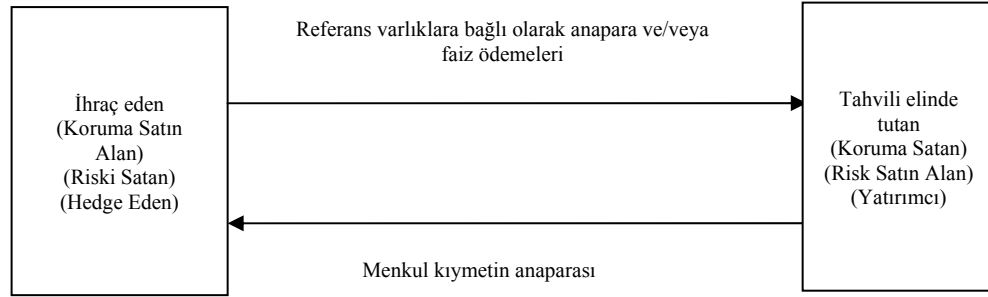 Referans varlıklara bağlı olarak anapara ve/veya
faiz ödemeleri
İhraç eden
(Koruma Satın
Alan)
(Riski Satan)
(Hedge Eden)
Tahvili elinde
tutan
(Koruma Satan)
(Risk Satın Alan)
(Yatırımcı)
Menkul kıymetin anaparası